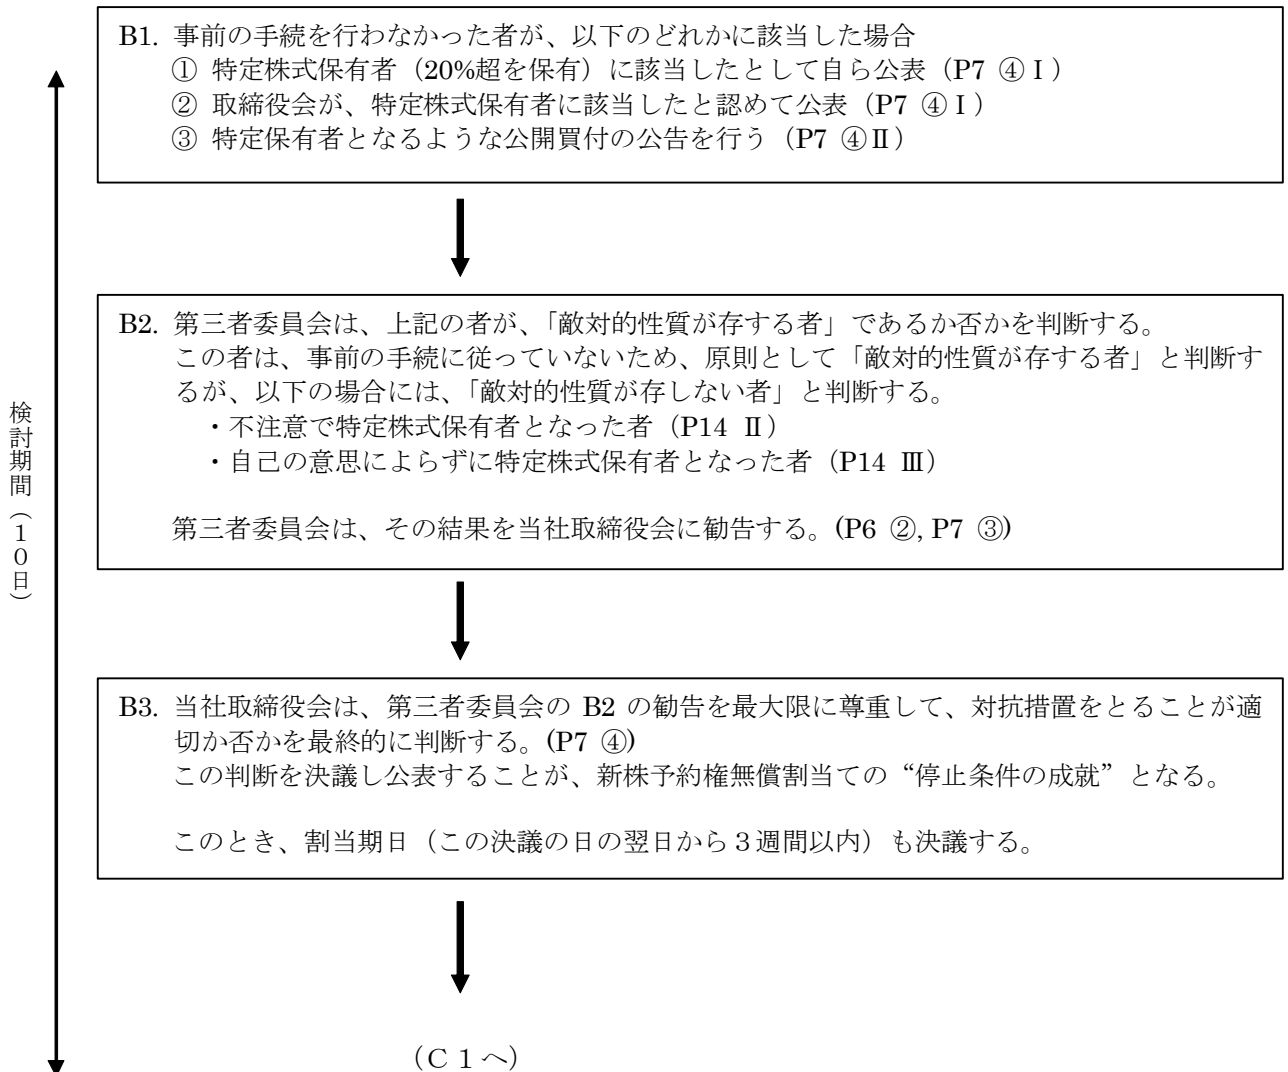 B1. 事前の手続を行わなかった者が、以下のどれかに該当した場合
① 特定株式保有者（20%超を保有）に該当したとして自ら公表（P7 ④Ⅰ）
② 取締役会が、特定株式保有者に該当したと認めて公表（P7 ④Ⅰ）
③ 特定保有者となるような公開買付の公告を行う（P7 ④Ⅱ）
B2. 第三者委員会は、上記の者が、「敵対的性質が存する者」であるか否かを判断する。
この者は、事前の手続に従っていないため、原則として「敵対的性質が存する者」と判断す
るが、以下の場合には、「敵対的性質が存しない者」と判断する。
・不注意で特定株式保有者となった者（P14 Ⅱ）
・自己の意思によらずに特定株式保有者となった者（P14 Ⅲ）
第三者委員会は、その結果を当社取締役会に勧告する。(P6 ②, P7 ③)
検討期間（１０日）
B3. 当社取締役会は、第三者委員会の B2 の勧告を最大限に尊重して、対抗措置をとることが適
切か否かを最終的に判断する。(P7 ④)
この判断を決議し公表することが、新株予約権無償割当ての“停止条件の成就”となる。
このとき、割当期日（この決議の日の翌日から３週間以内）も決議する。
（Ｃ１へ）